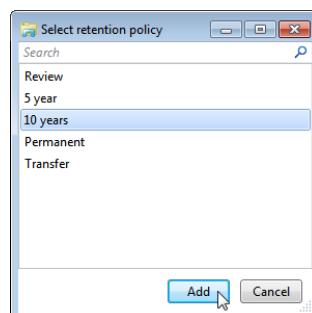 Select retention policy
Search
Review
5 year
10 years
Permanent
Transfer
Add Cancel